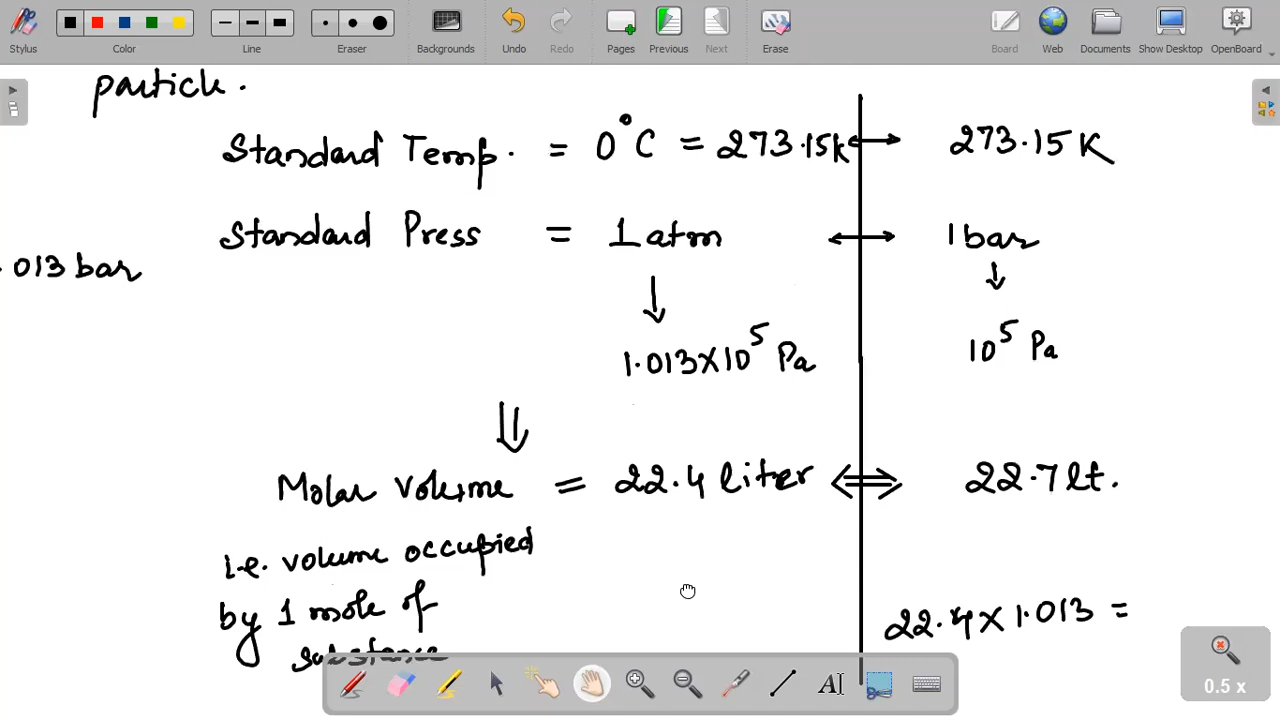 Stylus
Color
Line
Eraser
Backgrounds
Undo
Redo
Pages
Previous
Next
Erase
Board
Web
Documents
Show Desktop
OpenBoard
particle.
Standard Temp. = 0°C = 273.15K ↔ 273.15 K
Standard Press = 1 atm ↔ 1 bar
.013 bar
↓ ↓
1.013×10⁵ Pa 10⁵ Pa
⇓
Molar Volume = 22.4 liter ⇔ 22.7 lt.
i.e. volume occupied
by 1 mole of
substance
22.4 × 1.013 =
0.5 x